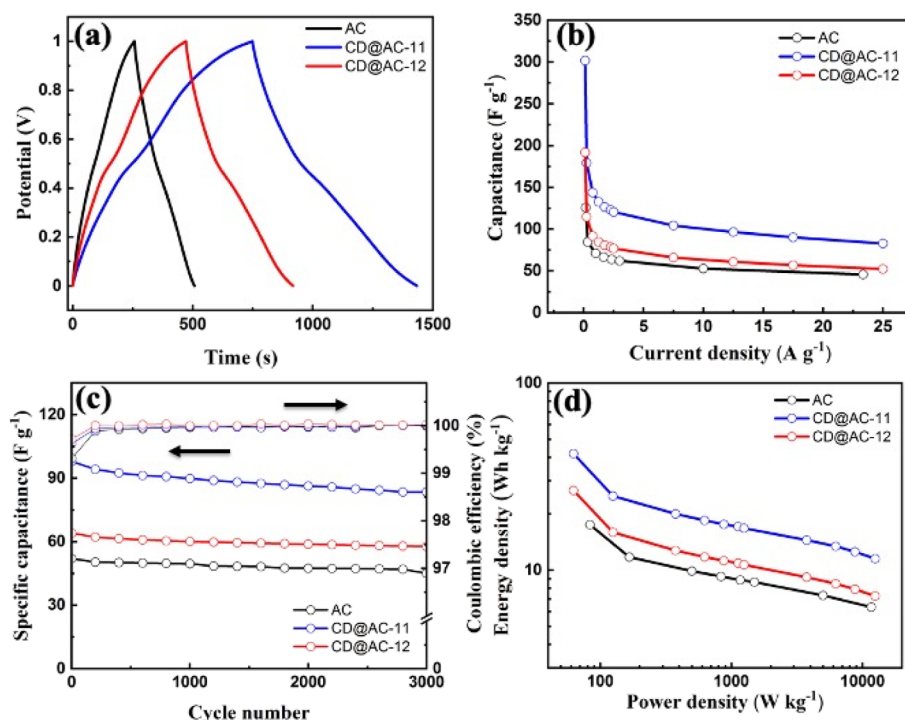 (a)
AC
CD@AC-11
CD@AC-12
Potential (V)
1
0.8
0.6
0.4
0.2
0
0 500 1000 1500
Time (s)
(b)
AC
CD@AC-11
CD@AC-12
Capacitance (F g⁻¹)
350
300
250
200
150
100
50
0
0 5 10 15 20 25
Current density (A g⁻¹)
(c)
AC
CD@AC-11
CD@AC-12
Specific capacitance (F g⁻¹)
120
90
60
30
0
100
99
98
97
0
Coulombic efficiency (%)
0 1000 2000 3000
Cycle number
(d)
AC
CD@AC-11
CD@AC-12
Energy density (Wh kg⁻¹)
100
10
100 1000 10000
Power density (W kg⁻¹)